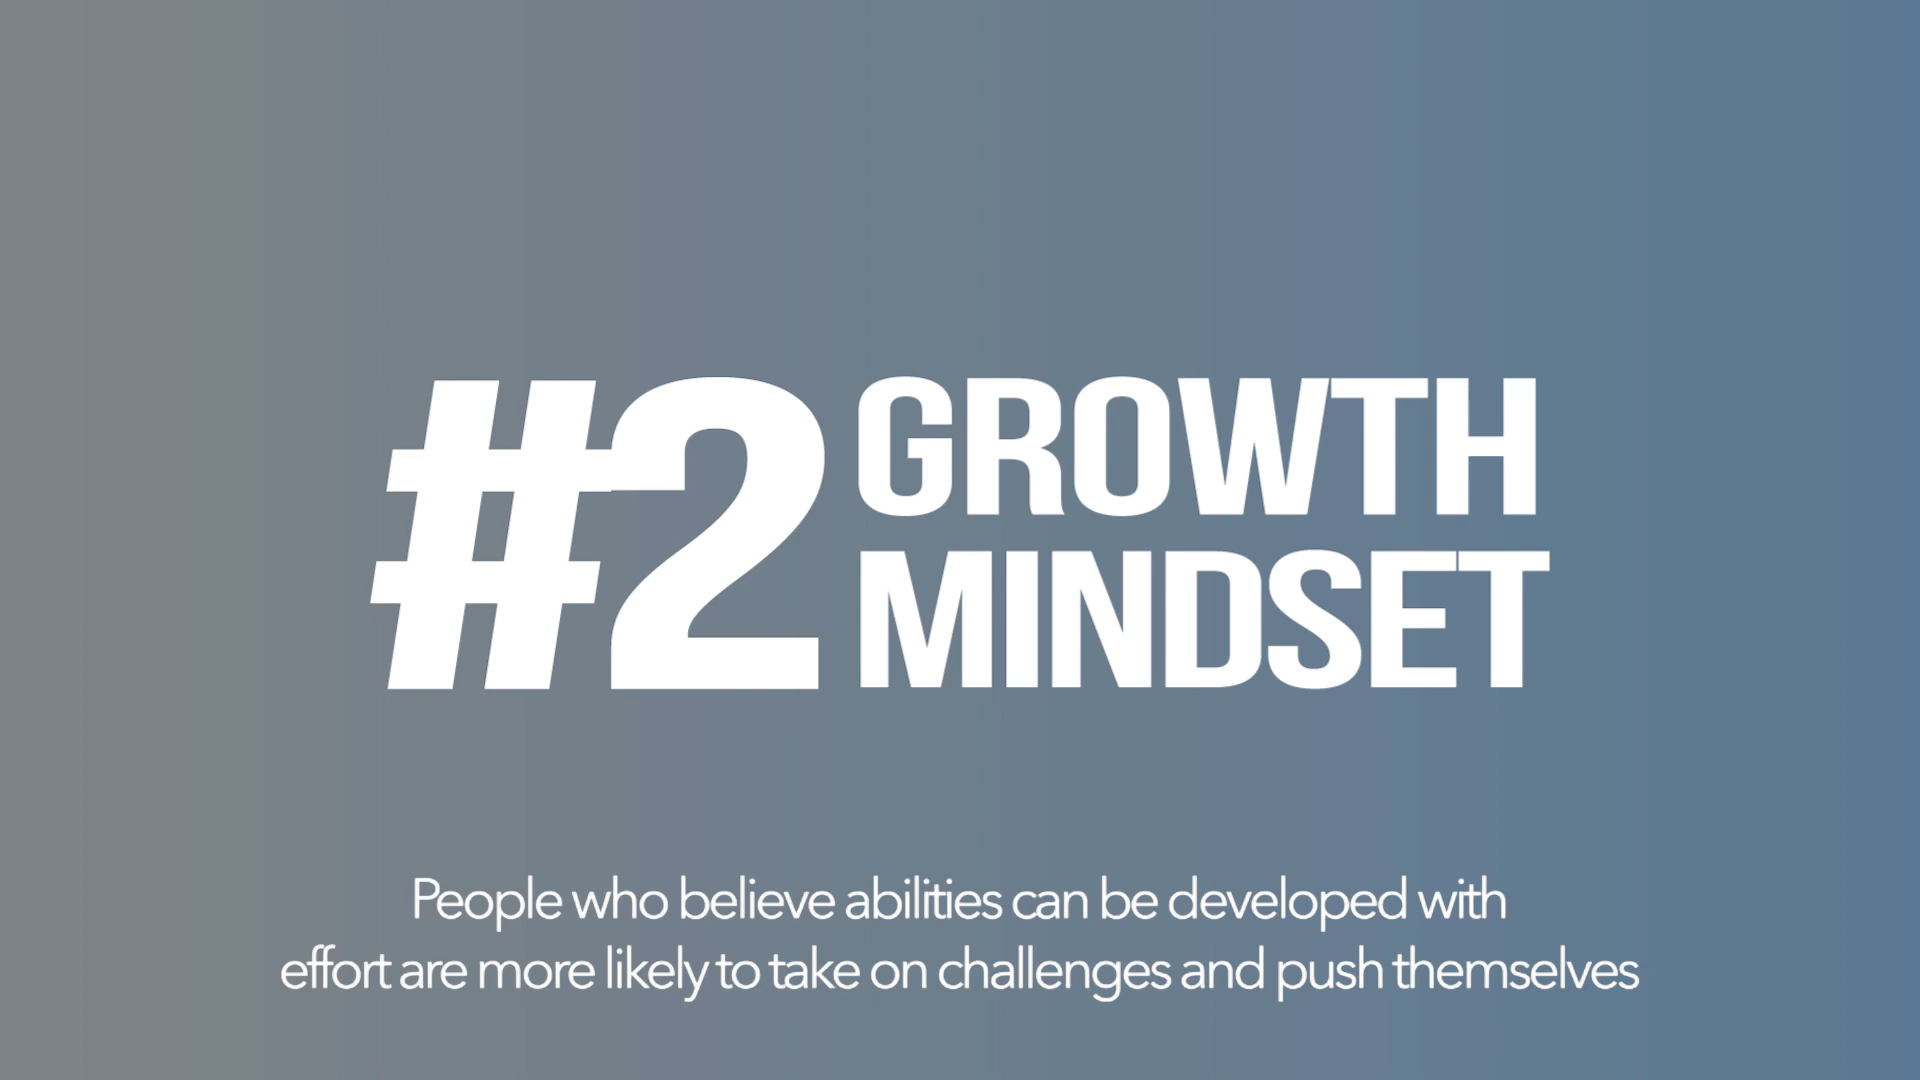 #2 GROWTH
MINDSET
People who believe abilities can be developed with
effort are more likely to take on challenges and push themselves